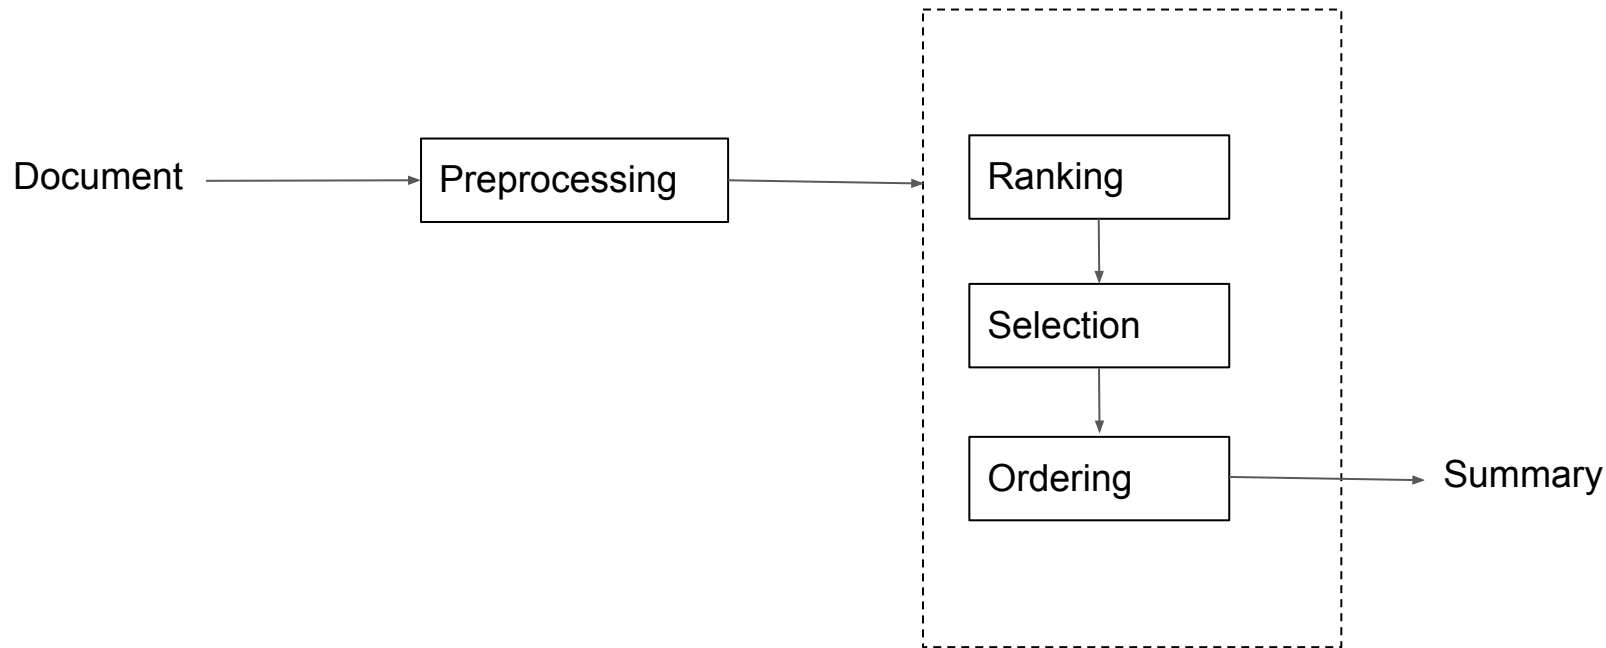 Document
Preprocessing
Ranking
Selection
Ordering
Summary